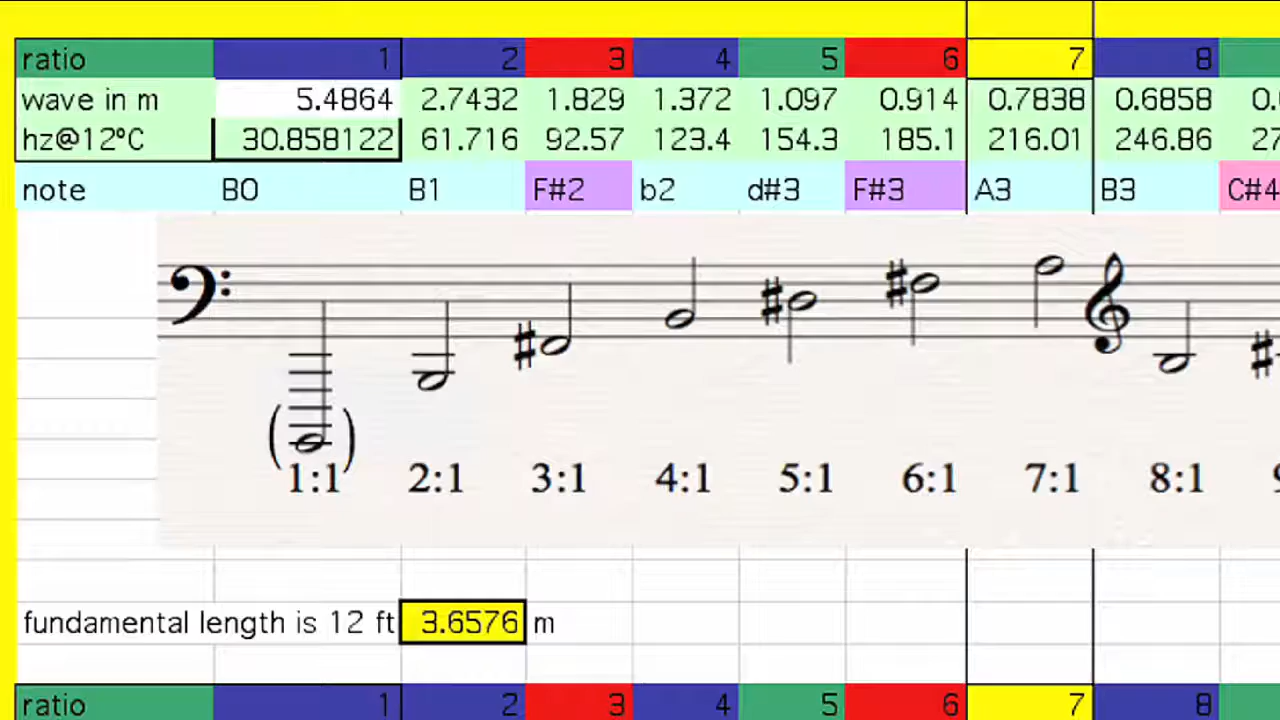 ratio 1 2 3 4 5 6 7 8
wave in m 5.4864 2.7432 1.829 1.372 1.097 0.914 0.7838 0.6858 0.
hz@12ºC 30.858122 61.716 92.57 123.4 154.3 185.1 216.01 246.86 27
note B0 B1 F#2 b2 d#3 F#3 A3 B3 C#4
1:1 2:1 3:1 4:1 5:1 6:1 7:1 8:1
fundamental length is 12 ft 3.6576 m
ratio 1 2 3 4 5 6 7 8